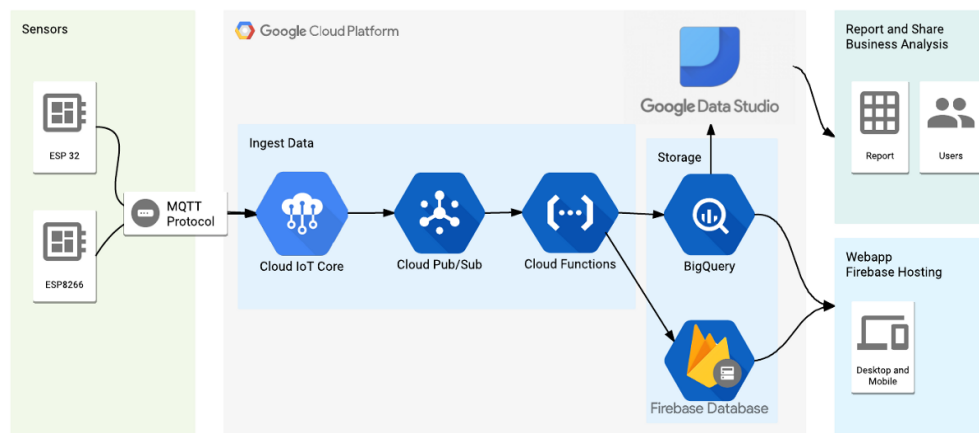 Sensors
ESP 32
ESP8266
MQTT
Protocol
Google Cloud Platform
Ingest Data
Cloud IoT Core
Cloud Pub/Sub
Cloud Functions
Google Data Studio
Storage
BigQuery
Firebase Database
Report and Share
Business Analysis
Report
Users
Webapp
Firebase Hosting
Desktop and
Mobile